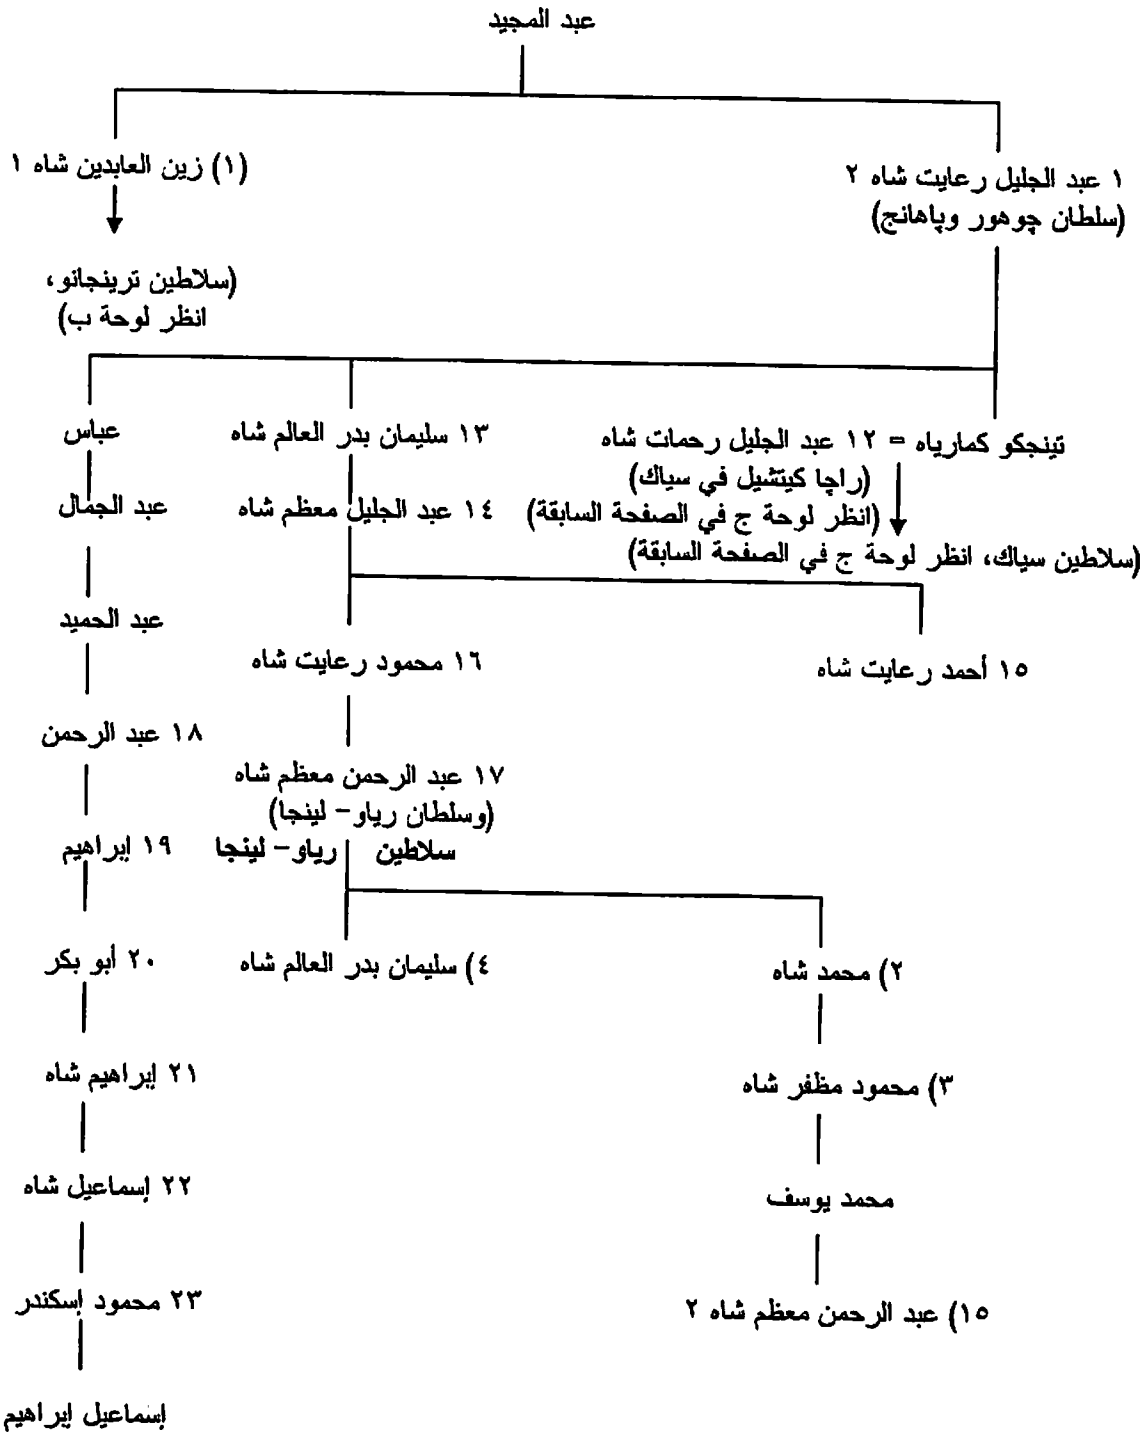 عبد المجيد
١ عبد الجليل رعايت شاه ٢
(سلطان چوهور وپاهانج)
(١) زين العابدين شاه ١
(سلاطين ترينجانو،
انظر لوحة ب)
تينجكو كمارياه = ١٢ عبد الجليل رحمات شاه
(راچا كيتشيل في سياك)
(انظر لوحة ج في الصفحة السابقة)
(سلاطين سياك، انظر لوحة ج في الصفحة السابقة)
١٣ سليمان بدر العالم شاه
عباس
١٤ عبد الجليل معظم شاه
عبد الجمال
عبد الحميد
١٥ أحمد رعايت شاه
١٦ محمود رعايت شاه
١٨ عبد الرحمن
١٧ عبد الرحمن معظم شاه
(وسلطان رياو- لينجا)
سلاطين رياو- لينجا
١٩ إبراهيم
٢) محمد شاه
٤) سليمان بدر العالم شاه
٢٠ أبو بكر
٣) محمود مظفر شاه
٢١ إبراهيم شاه
محمد يوسف
٢٢ إسماعيل شاه
١٥) عبد الرحمن معظم شاه ٢
٢٣ محمود إسكندر
إسماعيل إبراهيم